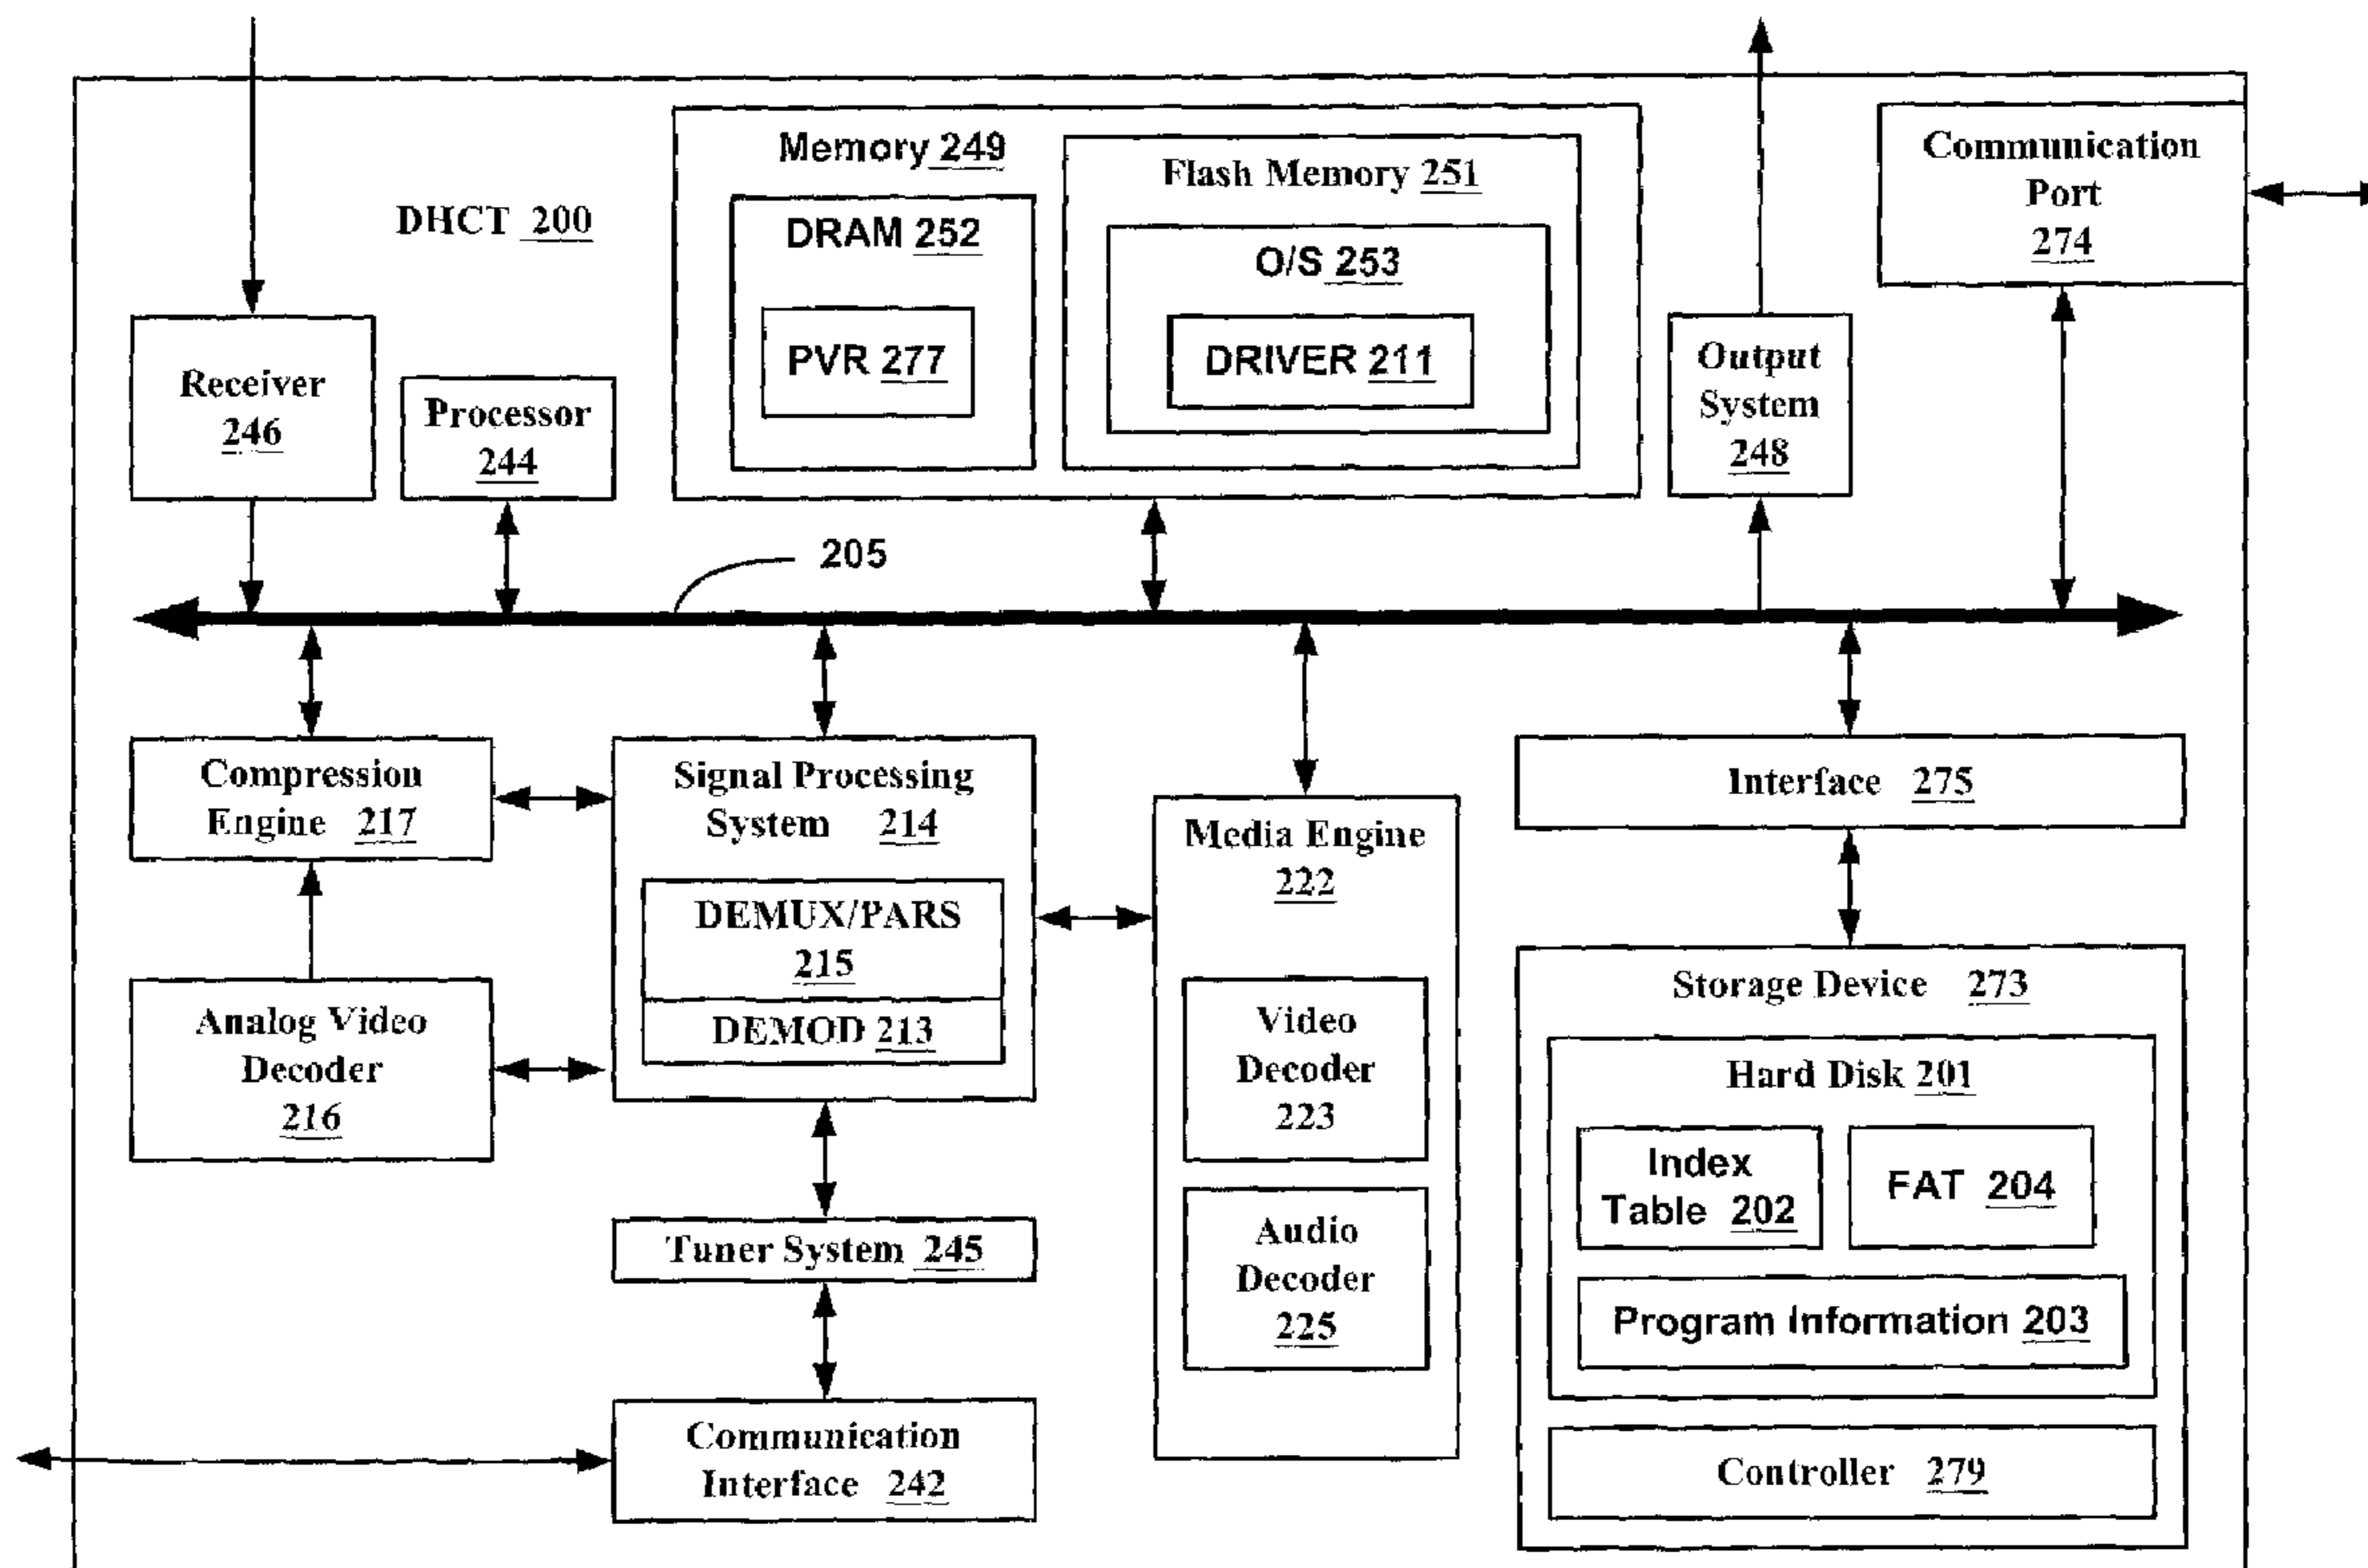 DHCT 200
Memory 249
Flash Memory 251
DRAM 252
O/S 253
PVR 277
DRIVER 211
Communication
Port
274
Receiver
246
Processor
244
Output
System
248
205
Compression
Engine 217
Signal Processing
System 214
DEMUX/PARS
215
DEMOD 213
Media Engine
222
Interface 275
Analog Video
Decoder
216
Video
Decoder
223
Audio
Decoder
225
Storage Device 273
Hard Disk 201
Index
Table 202
FAT 204
Program Information 203
Controller 279
Tuner System 245
Communication
Interface 242